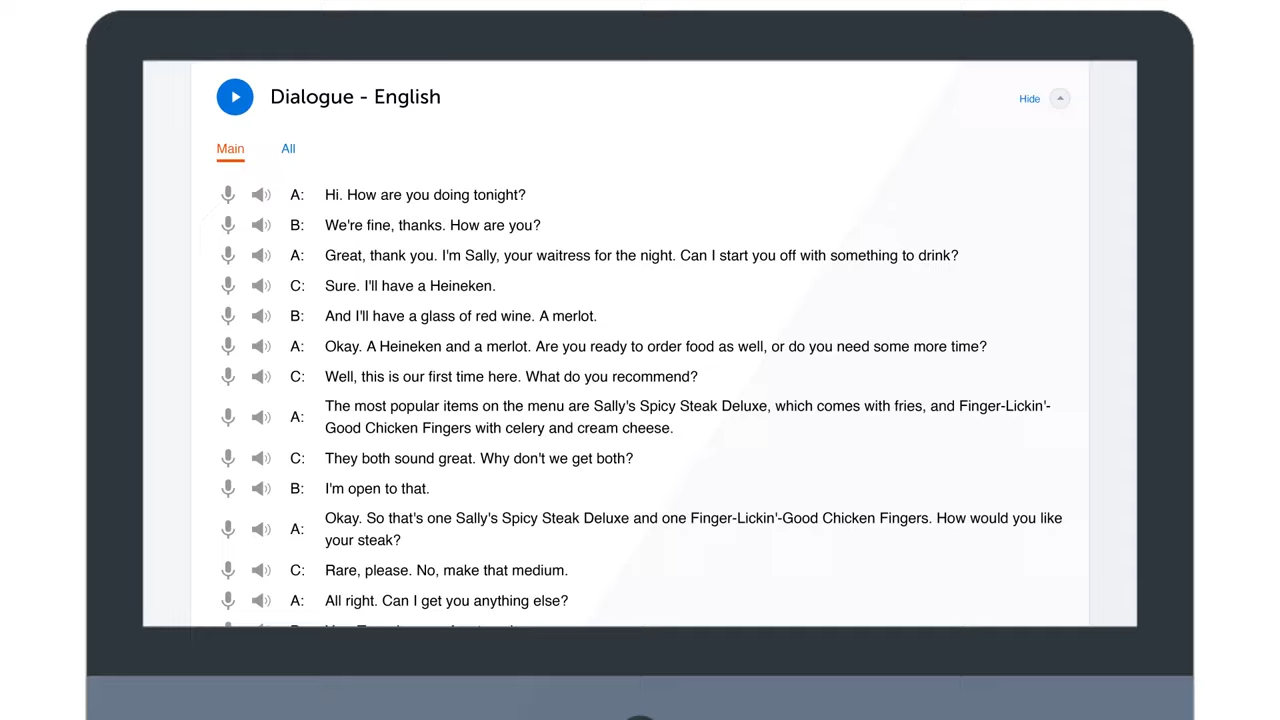 Dialogue - English
Hide
Main
All
A: Hi. How are you doing tonight?
B: We're fine, thanks. How are you?
A: Great, thank you. I'm Sally, your waitress for the night. Can I start you off with something to drink?
C: Sure. I'll have a Heineken.
B: And I'll have a glass of red wine. A merlot.
A: Okay. A Heineken and a merlot. Are you ready to order food as well, or do you need some more time?
C: Well, this is our first time here. What do you recommend?
A: The most popular items on the menu are Sally's Spicy Steak Deluxe, which comes with fries, and Finger-Lickin'-
Good Chicken Fingers with celery and cream cheese.
C: They both sound great. Why don't we get both?
B: I'm open to that.
A: Okay. So that's one Sally's Spicy Steak Deluxe and one Finger-Lickin'-Good Chicken Fingers. How would you like
your steak?
C: Rare, please. No, make that medium.
A: All right. Can I get you anything else?